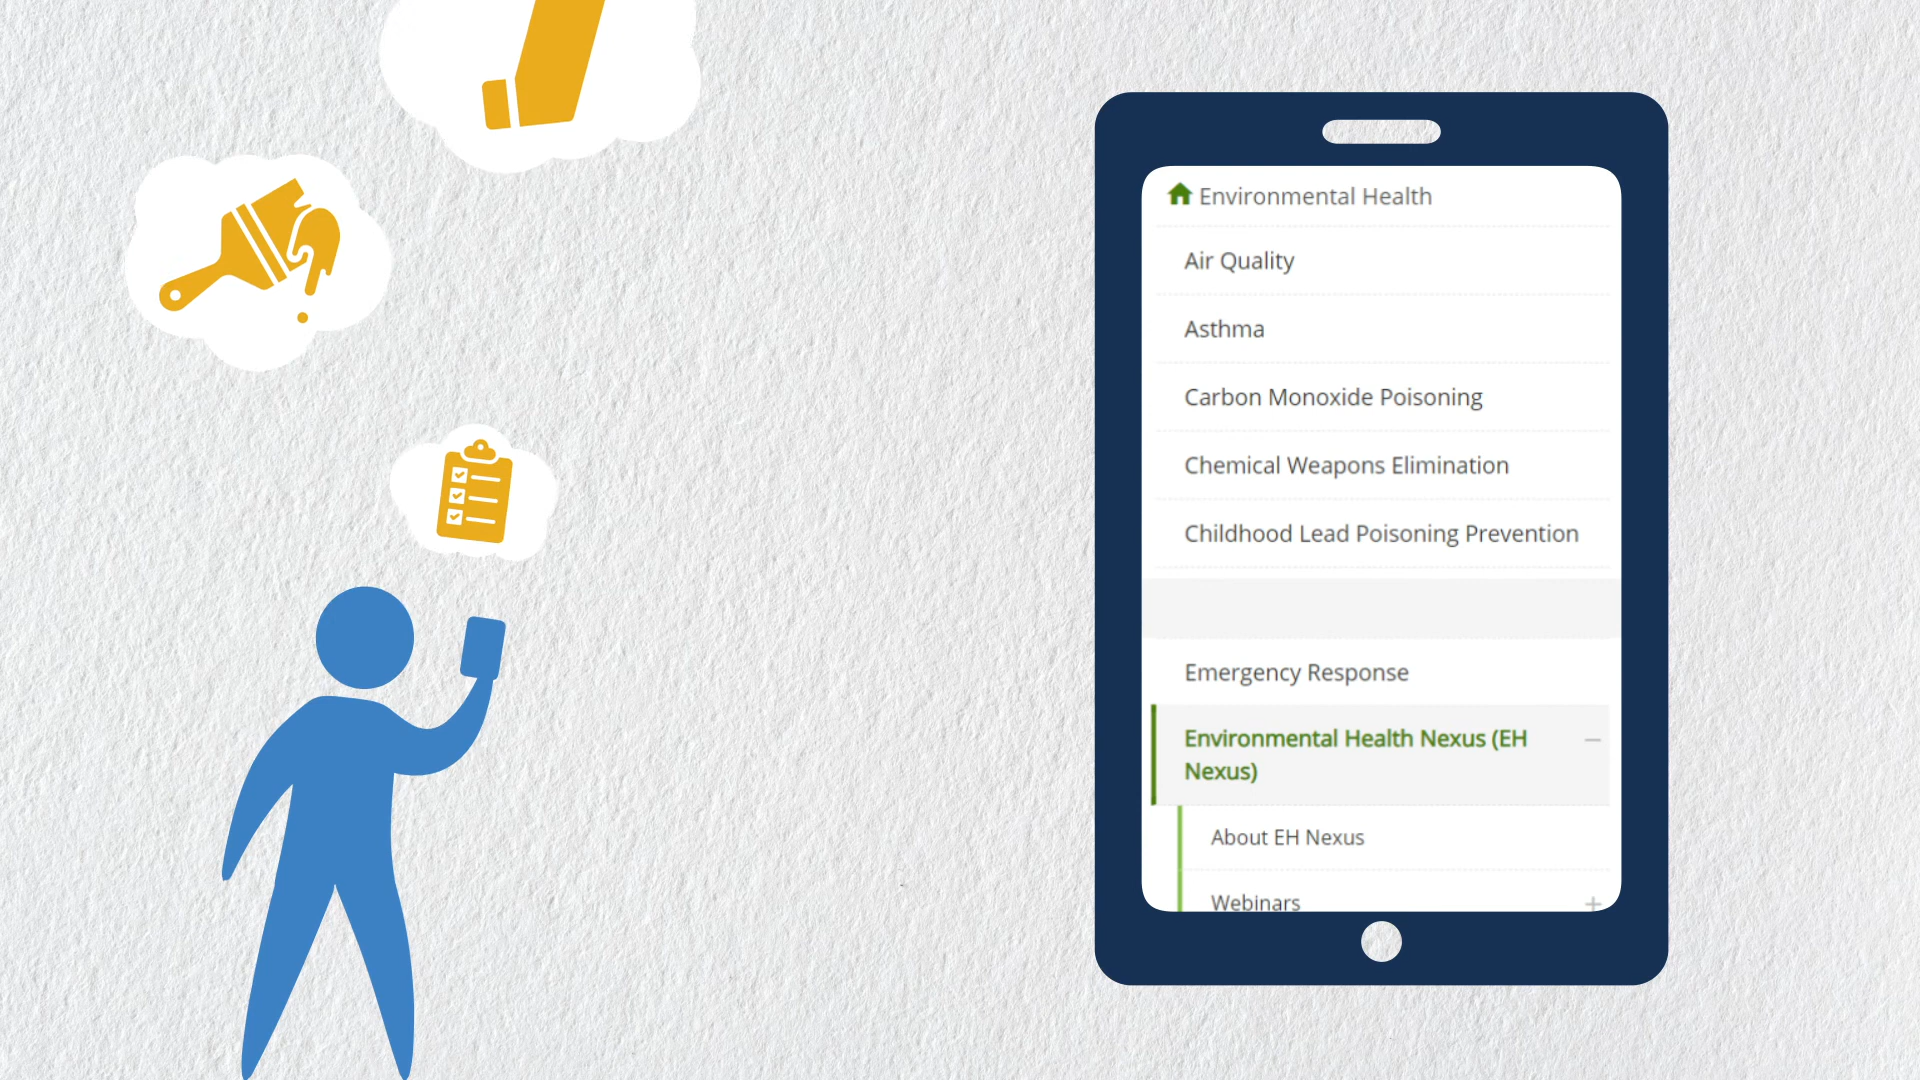 Environmental Health
Air Quality
Asthma
Carbon Monoxide Poisoning
Chemical Weapons Elimination
Childhood Lead Poisoning Prevention
Emergency Response
Environmental Health Nexus (EH
Nexus)
About EH Nexus
Webinars